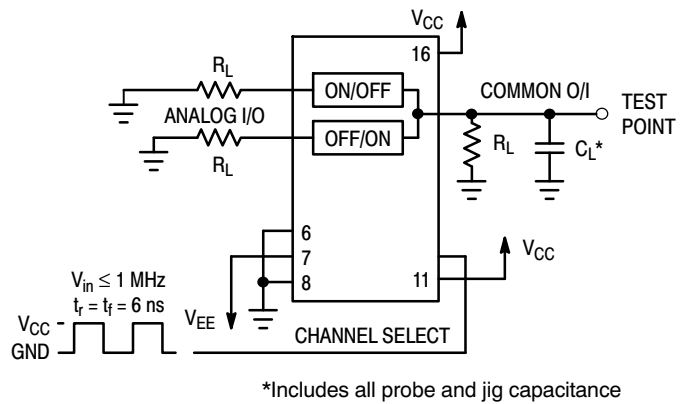 VCC
16
RL
ON/OFF
COMMON O/I
TEST
POINT
ANALOG I/O
OFF/ON
RL
RL
CL*
6
7
8
11
VCC
Vin ≤ 1 MHz
tr = tf = 6 ns
VEE
VCC
GND
CHANNEL SELECT
*Includes all probe and jig capacitance